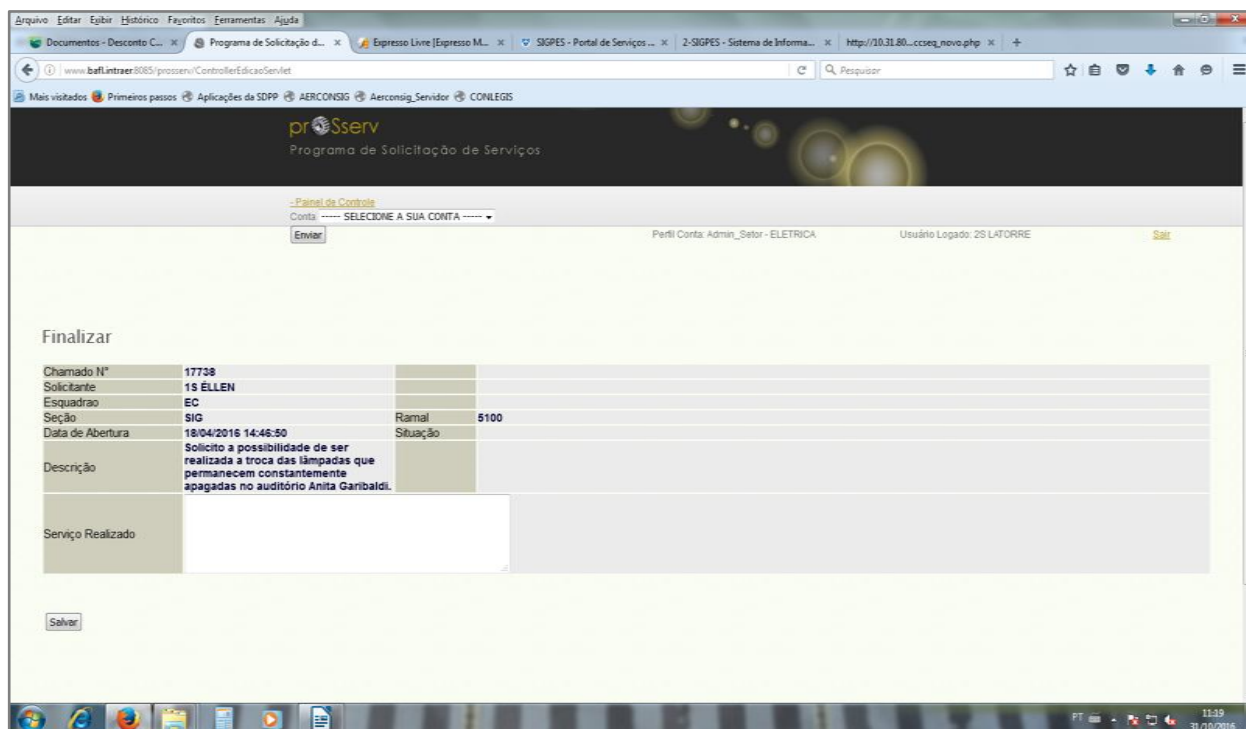 Arquivo Editar Exibir Histórico Favoritos Ferramentas Ajuda
Documentos - Desconto C... Programa de Solicitação d... Expresso Livre [Expresso M... SIGPES - Portal de Serviços ... 2-SIGPES - Sistema de Informa... http://10.31.80...ccseq_novo.php
www.bafl.intraer:8085/prosserv/ControllerEdicaoServlet Pesquisar
Mais visitados Primeiros passos Aplicações da SDPP AERCONSIG Aerconsig_Servidor CONLEGIS
prOSserv
Programa de Solicitação de Serviços
- Painel de Controle
Conta ----- SELECIONE A SUA CONTA -----
Enviar Perfil Conta: Admin_Setor - ELETRICA Usuário Logado: 2S LATORRE Sair
Finalizar
Chamado N° 17738
Solicitante 1S ÉLLEN
Esquadrao EC
Seção SIG Ramal 5100
Data de Abertura 18/04/2016 14:46:50 Situação
Descrição Solicito a possibilidade de ser
realizada a troca das lâmpadas que
permanecem constantemente
apagadas no auditório Anita Garibaldi.
Serviço Realizado
Salvar
PT 11:19
31/10/2016